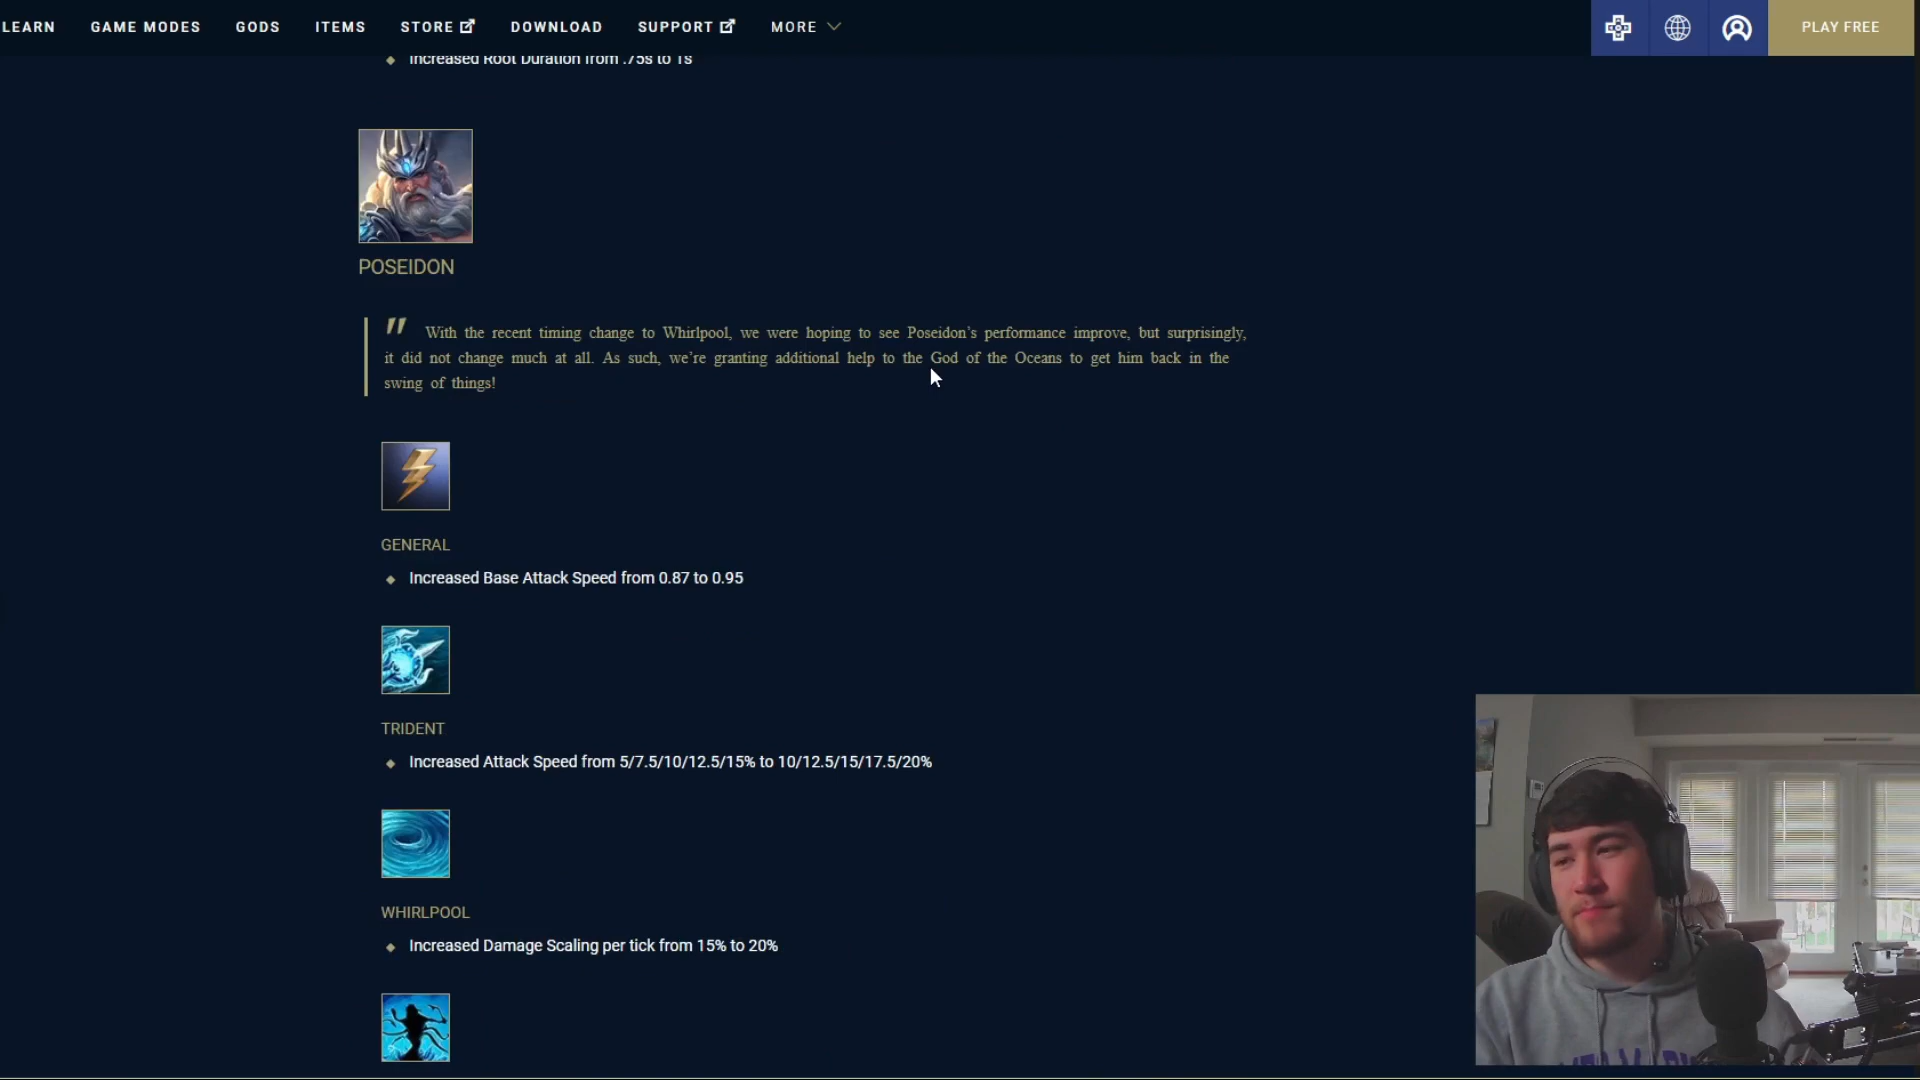 LEARN GAME MODES GODS ITEMS STORE DOWNLOAD SUPPORT MORE PLAY FREE
Increased Root Duration from .75s to 1s
POSEIDON
" With the recent timing change to Whirlpool, we were hoping to see Poseidon's performance improve, but surprisingly,
it did not change much at all. As such, we're granting additional help to the God of the Oceans to get him back in the
swing of things!
GENERAL
Increased Base Attack Speed from 0.87 to 0.95
TRIDENT
Increased Attack Speed from 5/7.5/10/12.5/15% to 10/12.5/15/17.5/20%
WHIRLPOOL
Increased Damage Scaling per tick from 15% to 20%